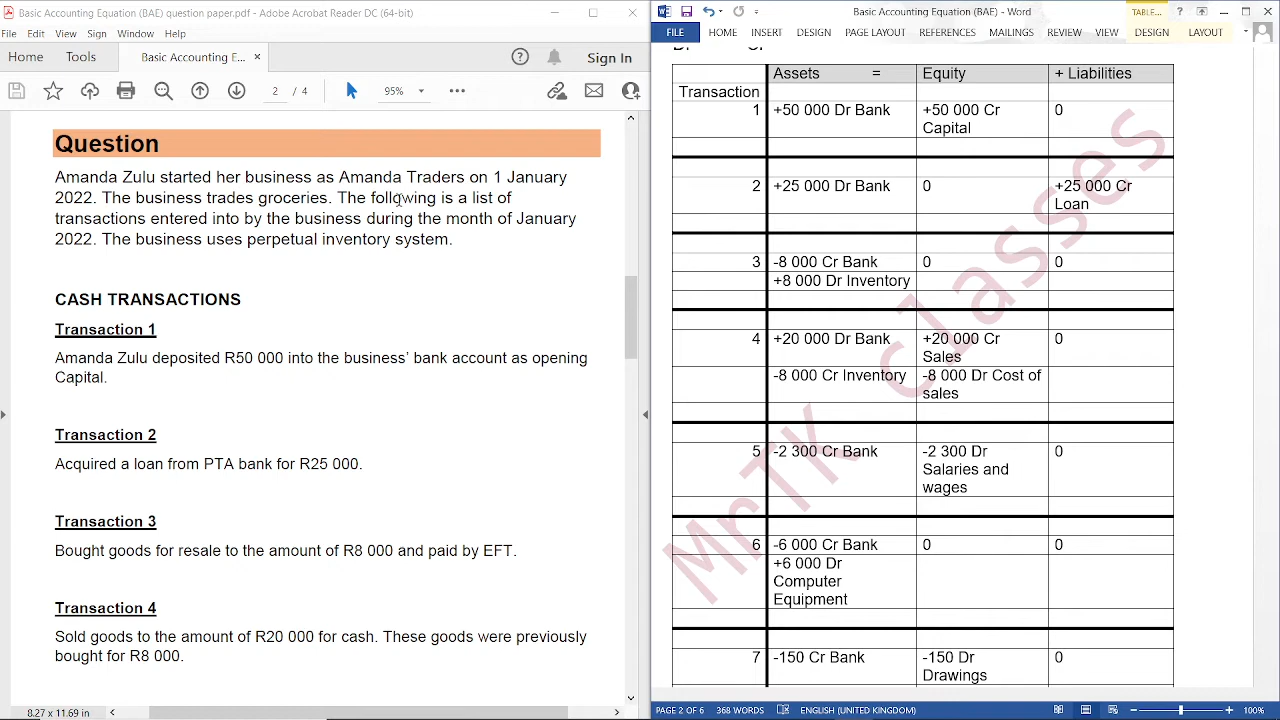 Basic Accounting Equation (BAE) question paper.pdf - Adobe Acrobat Reader DC (64-bit)
File Edit View Sign Window Help
Home Tools Basic Accounting E... × Sign In
2 / 4 95%
Question
Amanda Zulu started her business as Amanda Trades on 1 January
2022. The business trades groceries. The following is a list of
transactions entered into by the business during the month of January
2022. The business uses perpetual inventory system.
CASH TRANSACTIONS
Transaction 1
Amanda Zulu deposited R50 000 into the business’ bank account as opening
Capital.
Transaction 2
Acquired a loan from PTA bank for R25 000.
Transaction 3
Bought goods for resale to the amount of R8 000 and paid by EFT.
Transaction 4
Sold goods to the amount of R20 000 for cash. These goods were previously
bought for R8 000.
8.27 x 11.69 in
Basic Accounting Equation (BAE) - Word TABLE... ?
FILE HOME INSERT DESIGN PAGE LAYOUT REFERENCES MAILINGS REVIEW VIEW DESIGN LAYOUT
Assets = Equity + Liabilities
Transaction
1 +50 000 Dr Bank +50 000 Cr 0
Capital
2 +25 000 Dr Bank 0 +25 000 Cr
Loan
3 -8 000 Cr Bank 0 0
+8 000 Dr Inventory
4 +20 000 Dr Bank +20 000 Cr 0
Sales
-8 000 Cr Inventory -8 000 Dr Cost of
sales
5 -2 300 Cr Bank -2 300 Dr 0
Salaries and
wages
6 -6 000 Cr Bank 0 0
+6 000 Dr
Computer
Equipment
7 -150 Cr Bank -150 Dr 0
Drawings
MrTK classes
PAGE 2 OF 6 368 WORDS ENGLISH (UNITED KINGDOM) 100%